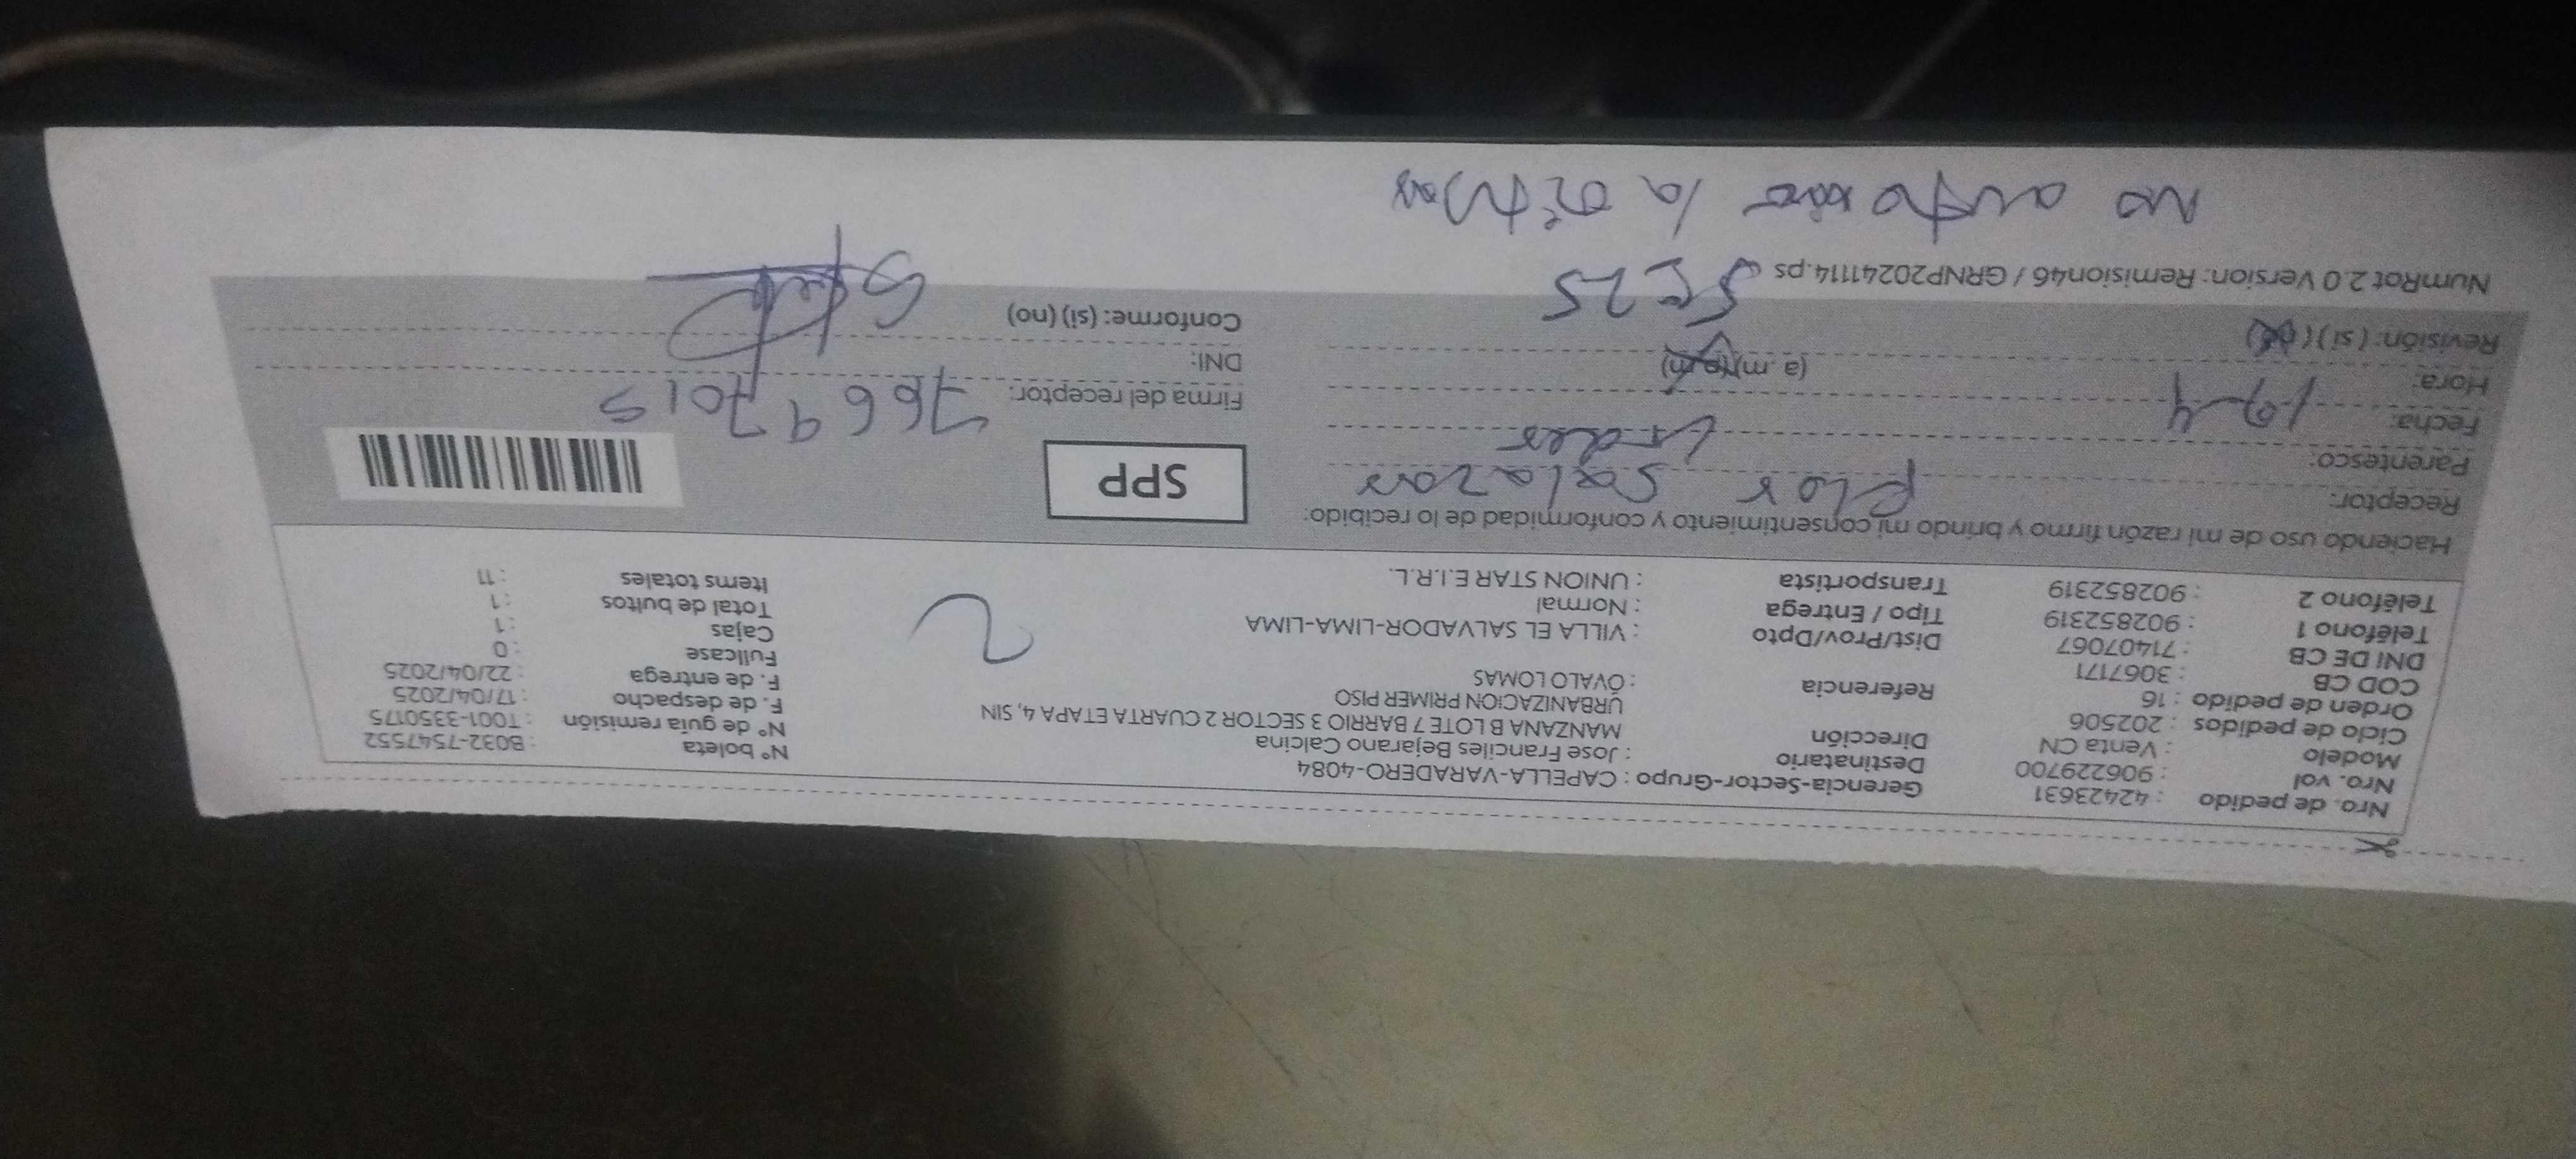 Nro. de pedido : 42423631
Nro. vol : 906229700
Modelo : Venta CN
Ciclo de pedidos : 202506
Orden de pedido : 16
COD CB : 3067171
DNI DE CB : 71407067
Teléfono 1 : 902852319
Teléfono 2 : 902852319
Gerencia-Sector-Grupo : CAPELLA-VARADERO-4084
Destinatario : Jose Franciles Bejarano Calcina
Dirección MANZANA B LOTE 7 BARRIO 3 SECTOR 2 CUARTA ETAPA 4, SIN
URBANIZACION PRIMER PISO
Referencia : ÓVALO LOMAS
Dist/Prov/Dpto : VILLA EL SALVADOR-LIMA-LIMA
Tipo / Entrega : Normal
Transportista : UNION STAR E.I.R.L.
N° boleta : B032-7547552
N° de guía remisión : T001-3350175
F. de despacho : 17/04/2025
F. de entrega : 22/04/2025
Fullcase : 0
Cajas : 1
Total de bultos : 1
Items totales : 11
2
Haciendo uso de mi razón firmo y brindo mi consentimiento y conformidad de lo recibido:
Receptor: Flor Salazar
Parentesco: Lider
Fecha: 19-4
Hora: (a.m)(p.m)
Revisión: (si)(no)
5:25
SPP
Firma del receptor: 76697015
DNI:
Conforme: (si) (no)
NumRot 2.0 Version: Remision46 / GRNP20241114.ps
No autorizo la